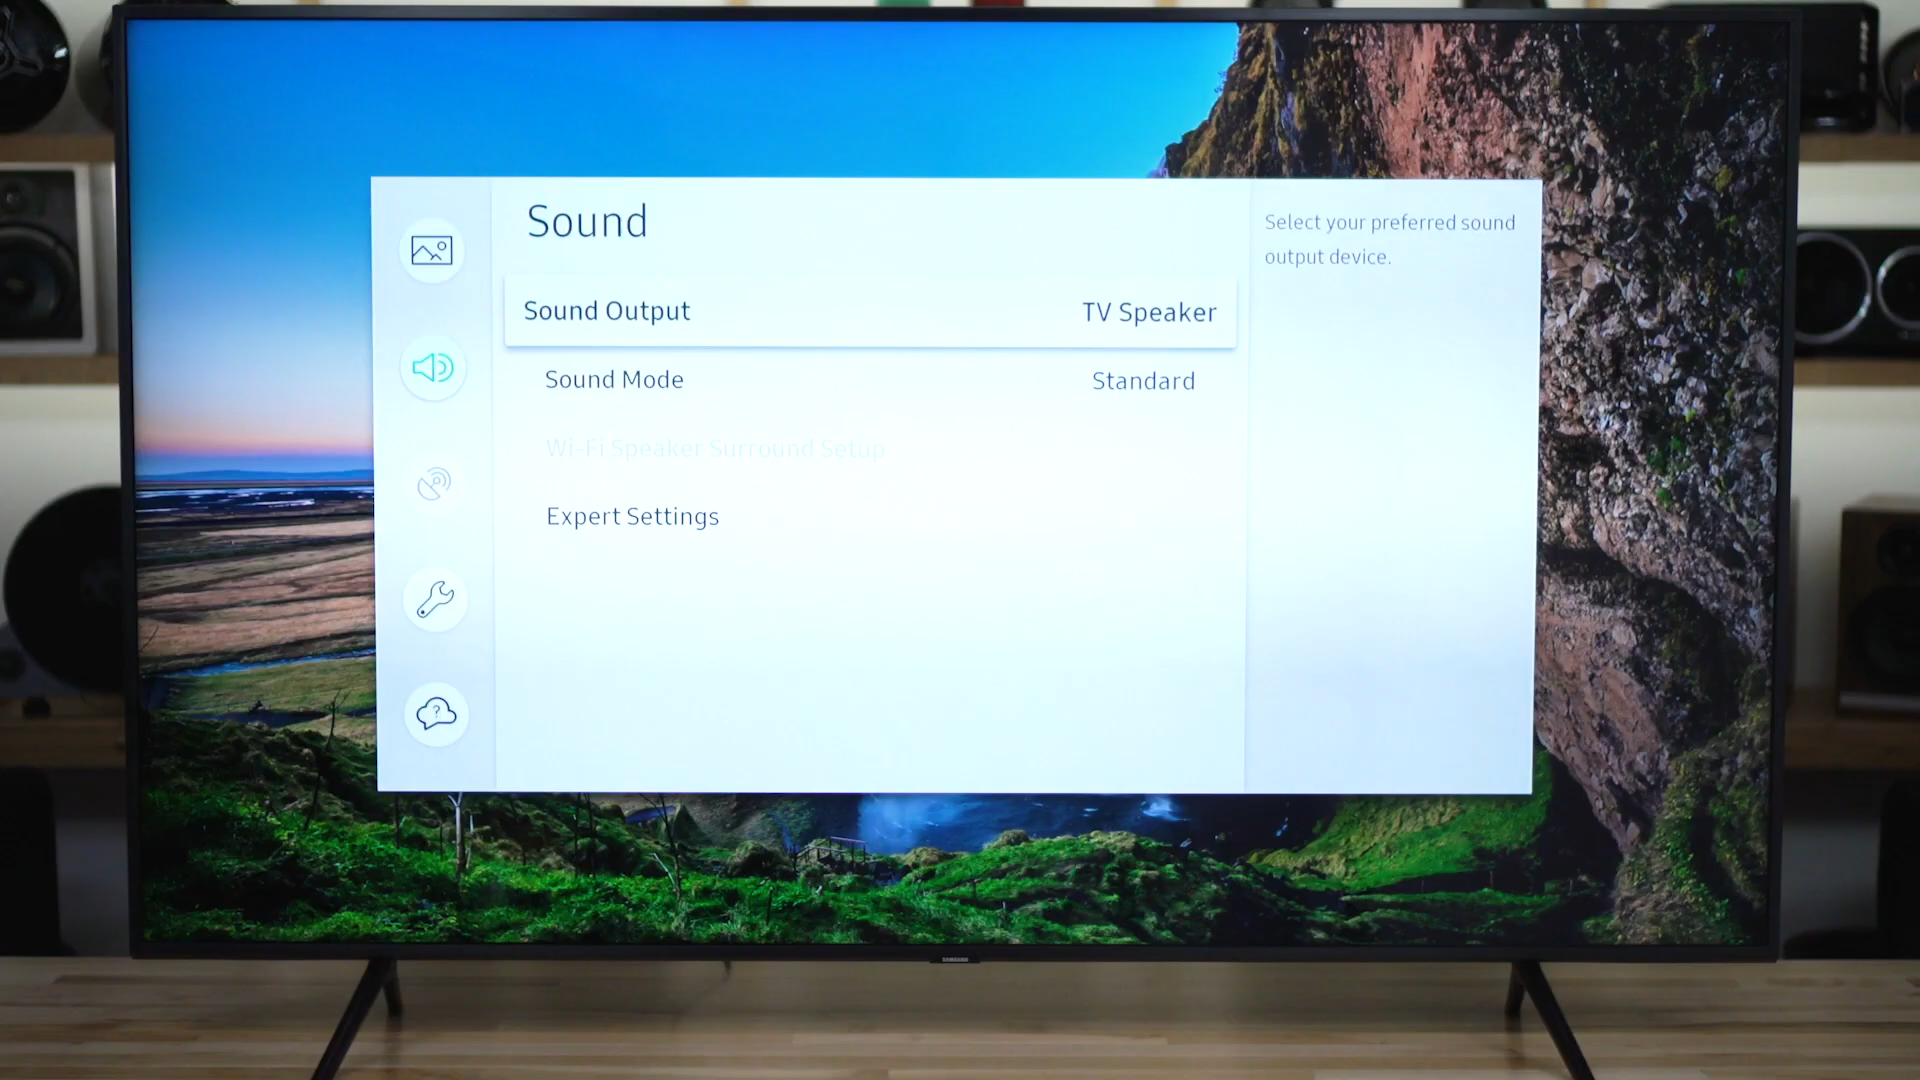 Sound
Sound Output TV Speaker
Sound Mode Standard
Wi-Fi Speaker Surround Setup
Expert Settings
Select your preferred sound
output device.
?
SAMSUNG